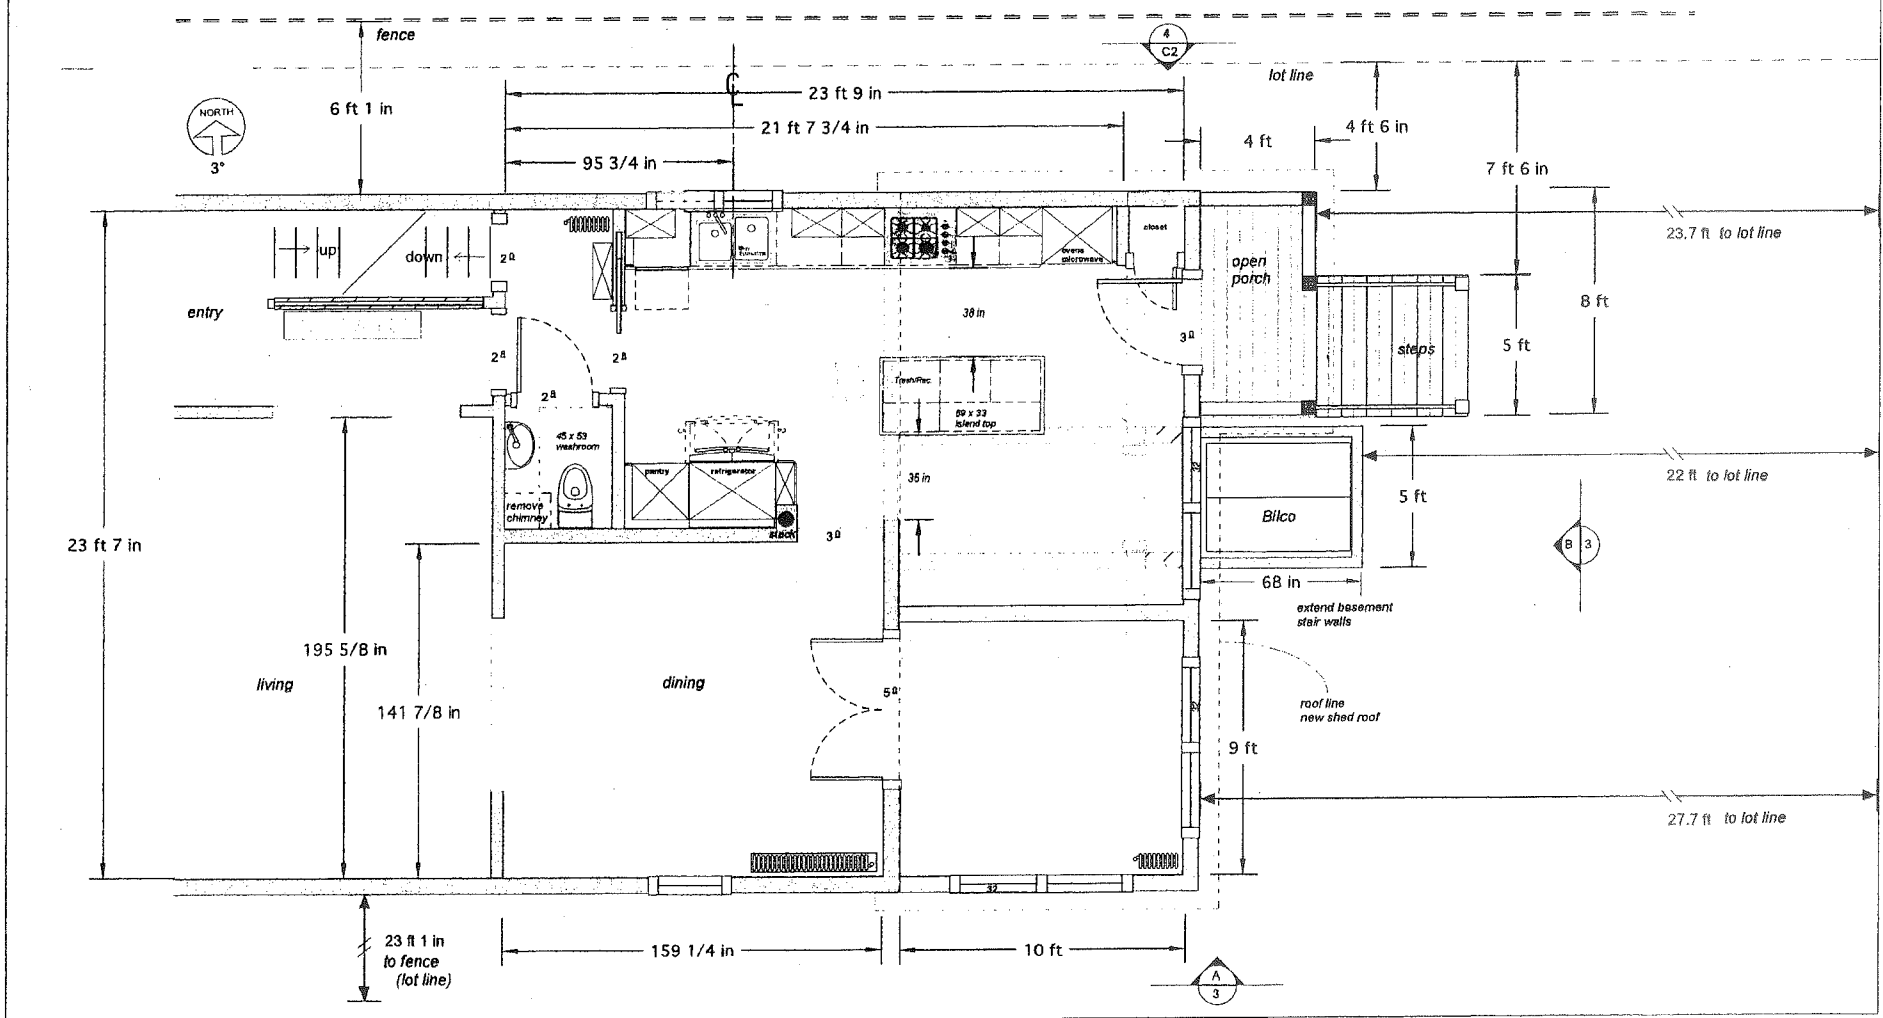 fence
4
C2
lot line
NORTH
3°
6 ft 1 in
23 ft 9 in
21 ft 7 3/4 in
95 3/4 in
4 ft
4 ft 6 in
7 ft 6 in
23.7 ft to lot line
up
down
closet
ovens
microwave
open
porch
8 ft
entry
38 in
steps
5 ft
Trash/Rec.
69 x 33
island top
45 x 53
washroom
pantry
refrigerator
32
35 in
22 ft to lot line
remove
chimney
stack
Bilco
5 ft
23 ft 7 in
B 3
68 in
extend basement
stair walls
195 5/8 in
living
dining
141 7/8 in
32
roof line
new shed roof
9 ft
27.7 ft to lot line
32
23 ft 1 in
to fence
(lot line)
159 1/4 in
10 ft
A
3